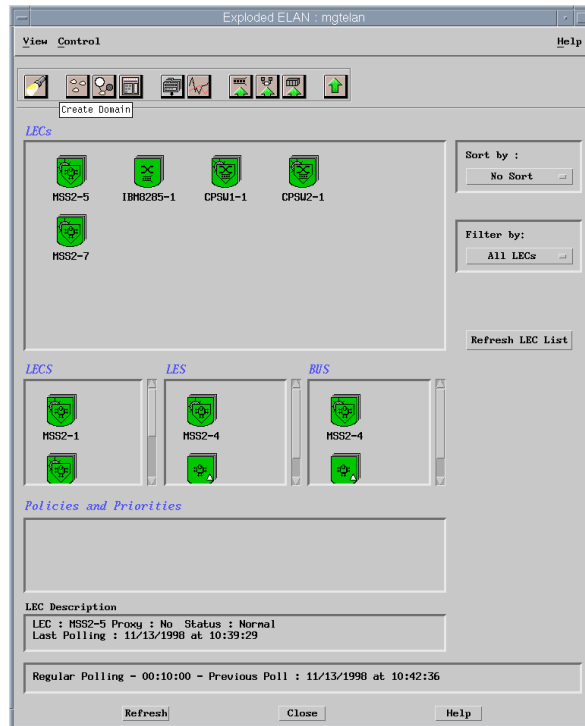 Exploded ELAN : mgtelan
View Control Help
Create Domain
LECs
MSS2-5 IBM8285-1 CPSW1-1 CPSW2-1
MSS2-7
Sort by :
No Sort
Filter by:
All LECs
Refresh LEC List
LECS LES BUS
MSS2-1 MSS2-4 MSS2-4
Policies and Priorities
LEC Description
LEC : MSS2-5 Proxy : No Status : Normal
Last Polling : 11/13/1998 at 10:39:29
Regular Polling - 00:10:00 - Previous Poll : 11/13/1998 at 10:42:36
Refresh Close Help